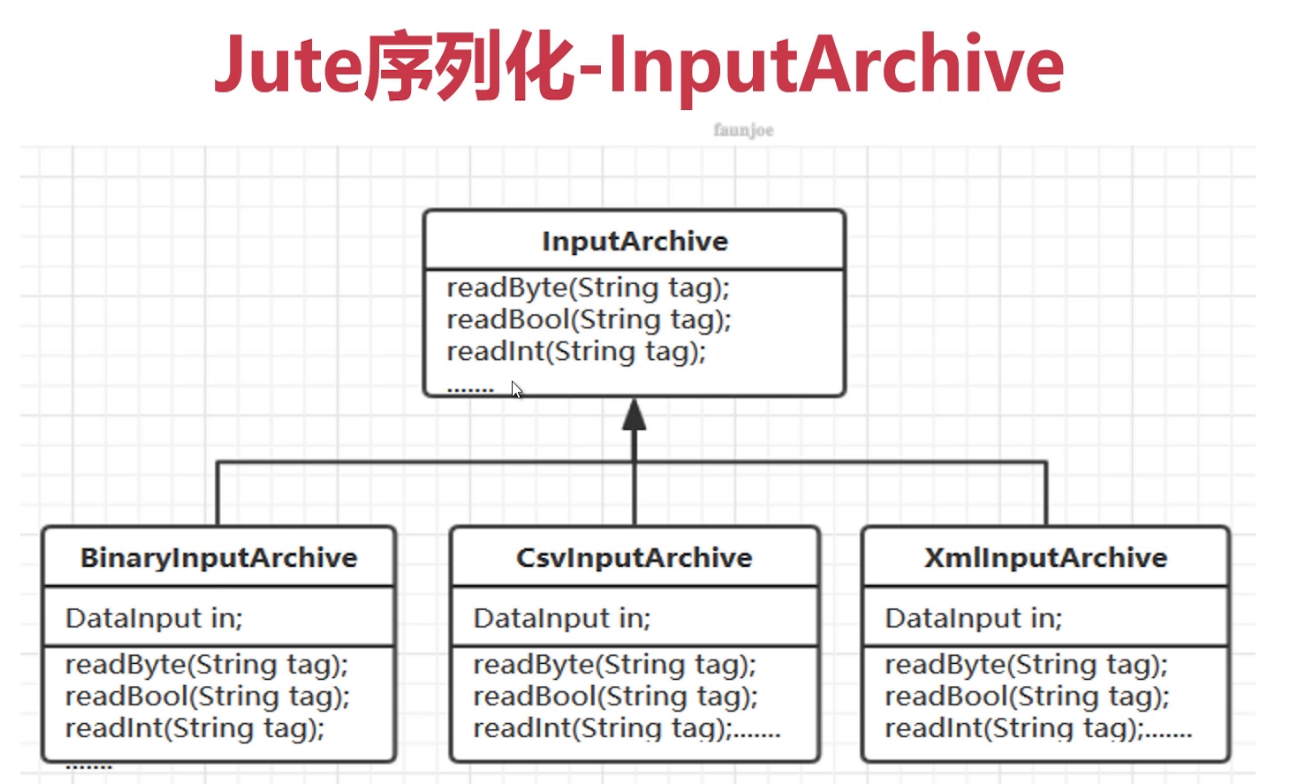 Jute序列化-InputArchive
faunjoe
InputArchive
readByte(String tag);
readBool(String tag);
readInt(String tag);
.......
BinaryInputArchive
DataInput in;
readByte(String tag);
readBool(String tag);
readInt(String tag);
.......
CsvInputArchive
DataInput in;
readByte(String tag);
readBool(String tag);
readInt(String tag);.......
XmlInputArchive
DataInput in;
readByte(String tag);
readBool(String tag);
readInt(String tag);.......